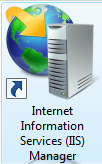 Internet
Information
Services (IIS)
Manager